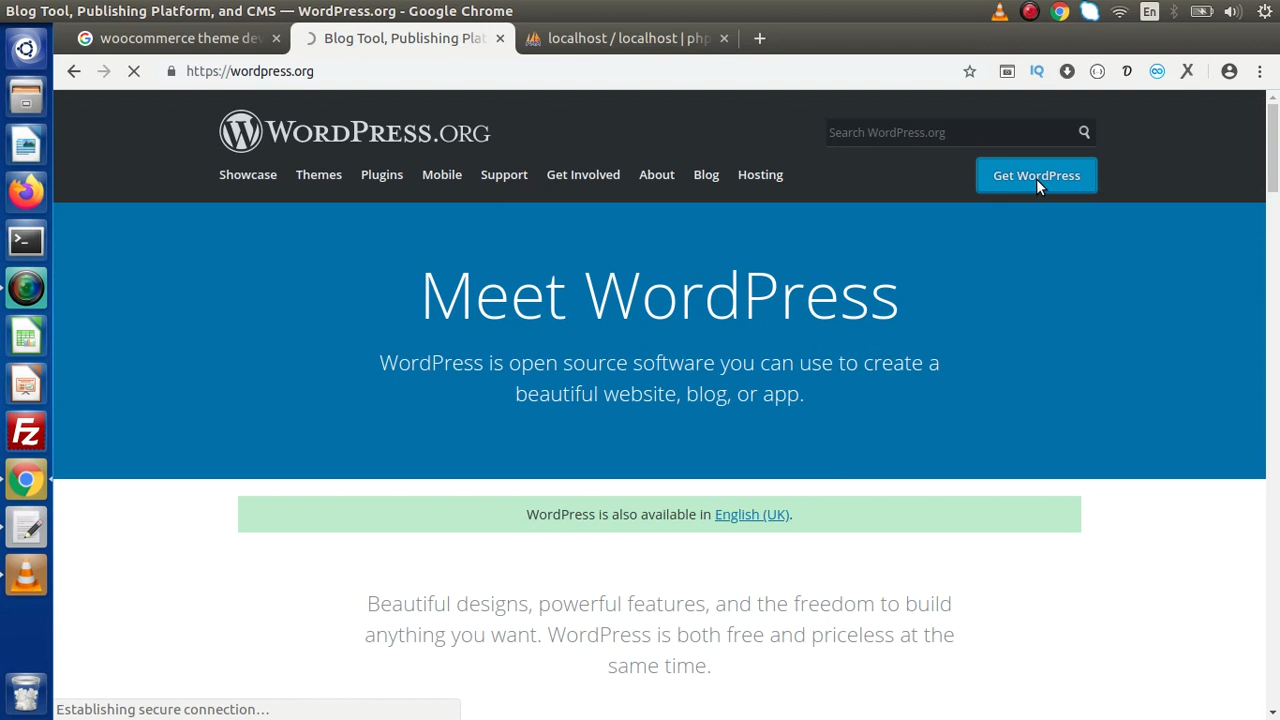 Blog Tool, Publishing Platform, and CMS — WordPress.org - Google Chrome
En
woocommerce theme dev
Blog Tool, Publishing Plat
localhost / localhost | php
https://wordpress.org
WORDPRESS.ORG
Search WordPress.org
Showcase Themes Plugins Mobile Support Get Involved About Blog Hosting
Get WordPress
Meet WordPress
WordPress is open source software you can use to create a
beautiful website, blog, or app.
WordPress is also available in English (UK).
Beautiful designs, powerful features, and the freedom to build
anything you want. WordPress is both free and priceless at the
same time.
Establishing secure connection...